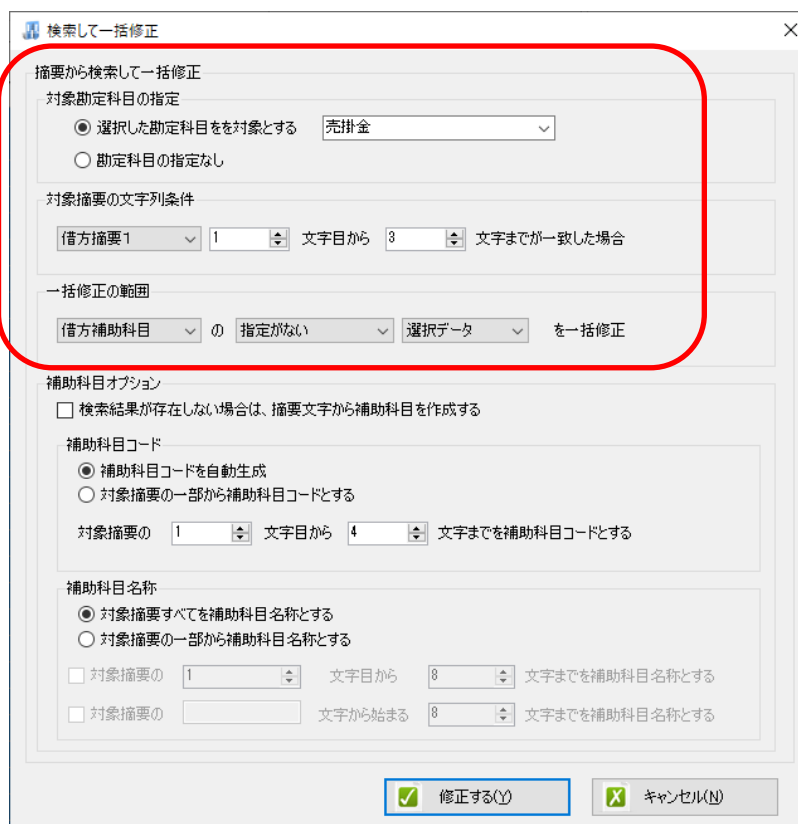 検索して一括修正
摘要から検索して一括修正
対象勘定科目の指定
選択した勘定科目をを対象とする 売掛金
勘定科目の指定なし
対象摘要の文字列条件
借方摘要1 1 文字目から 3 文字までが一致した場合
一括修正の範囲
借方補助科目 の 指定がない 選択データ を一括修正
補助科目オプション
検索結果が存在しない場合は、摘要文字から補助科目を作成する
補助科目コード
補助科目コードを自動生成
対象摘要の一部から補助科目コードとする
対象摘要の 1 文字目から 4 文字までを補助科目コードとする
補助科目名称
対象摘要すべてを補助科目名称とする
対象摘要の一部から補助科目名称とする
対象摘要の 1 文字目から 8 文字までを補助科目名称とする
対象摘要の 文字から始まる 8 文字までを補助科目名称とする
修正する(Y) キャンセル(N)